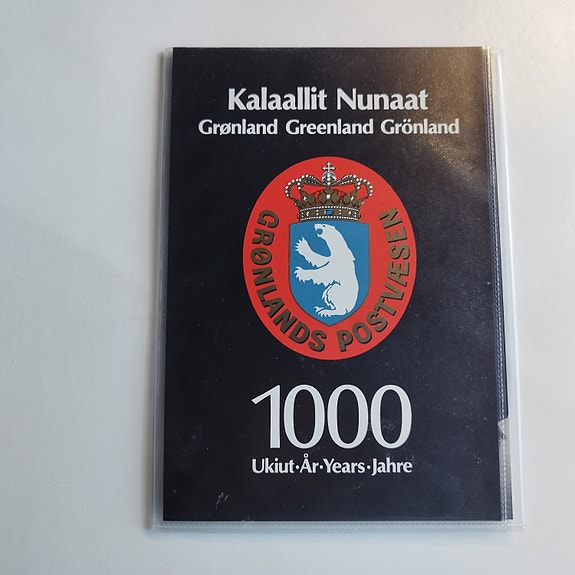 Kalaallit Nunaat
Grønland Greenland Grönland
GRØNLANDS POSTVÆSEN
1000
Ukiut·År·Years·Jahre